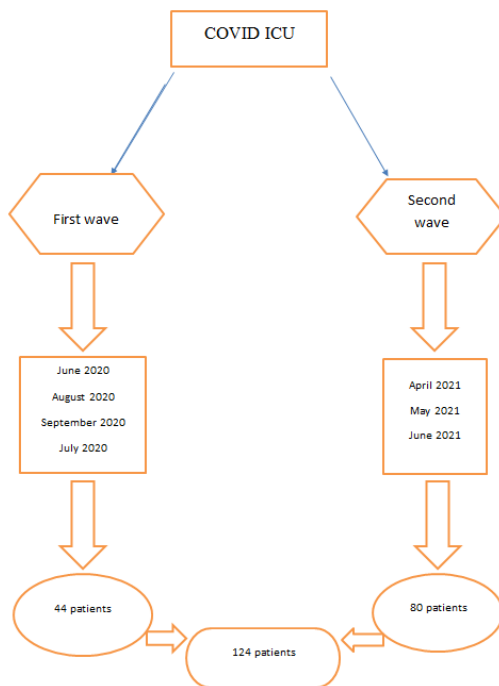 COVID ICU
First wave
Second
wave
June 2020
August 2020
September 2020
July 2020
April 2021
May 2021
June 2021
44 patients
80 patients
124 patients